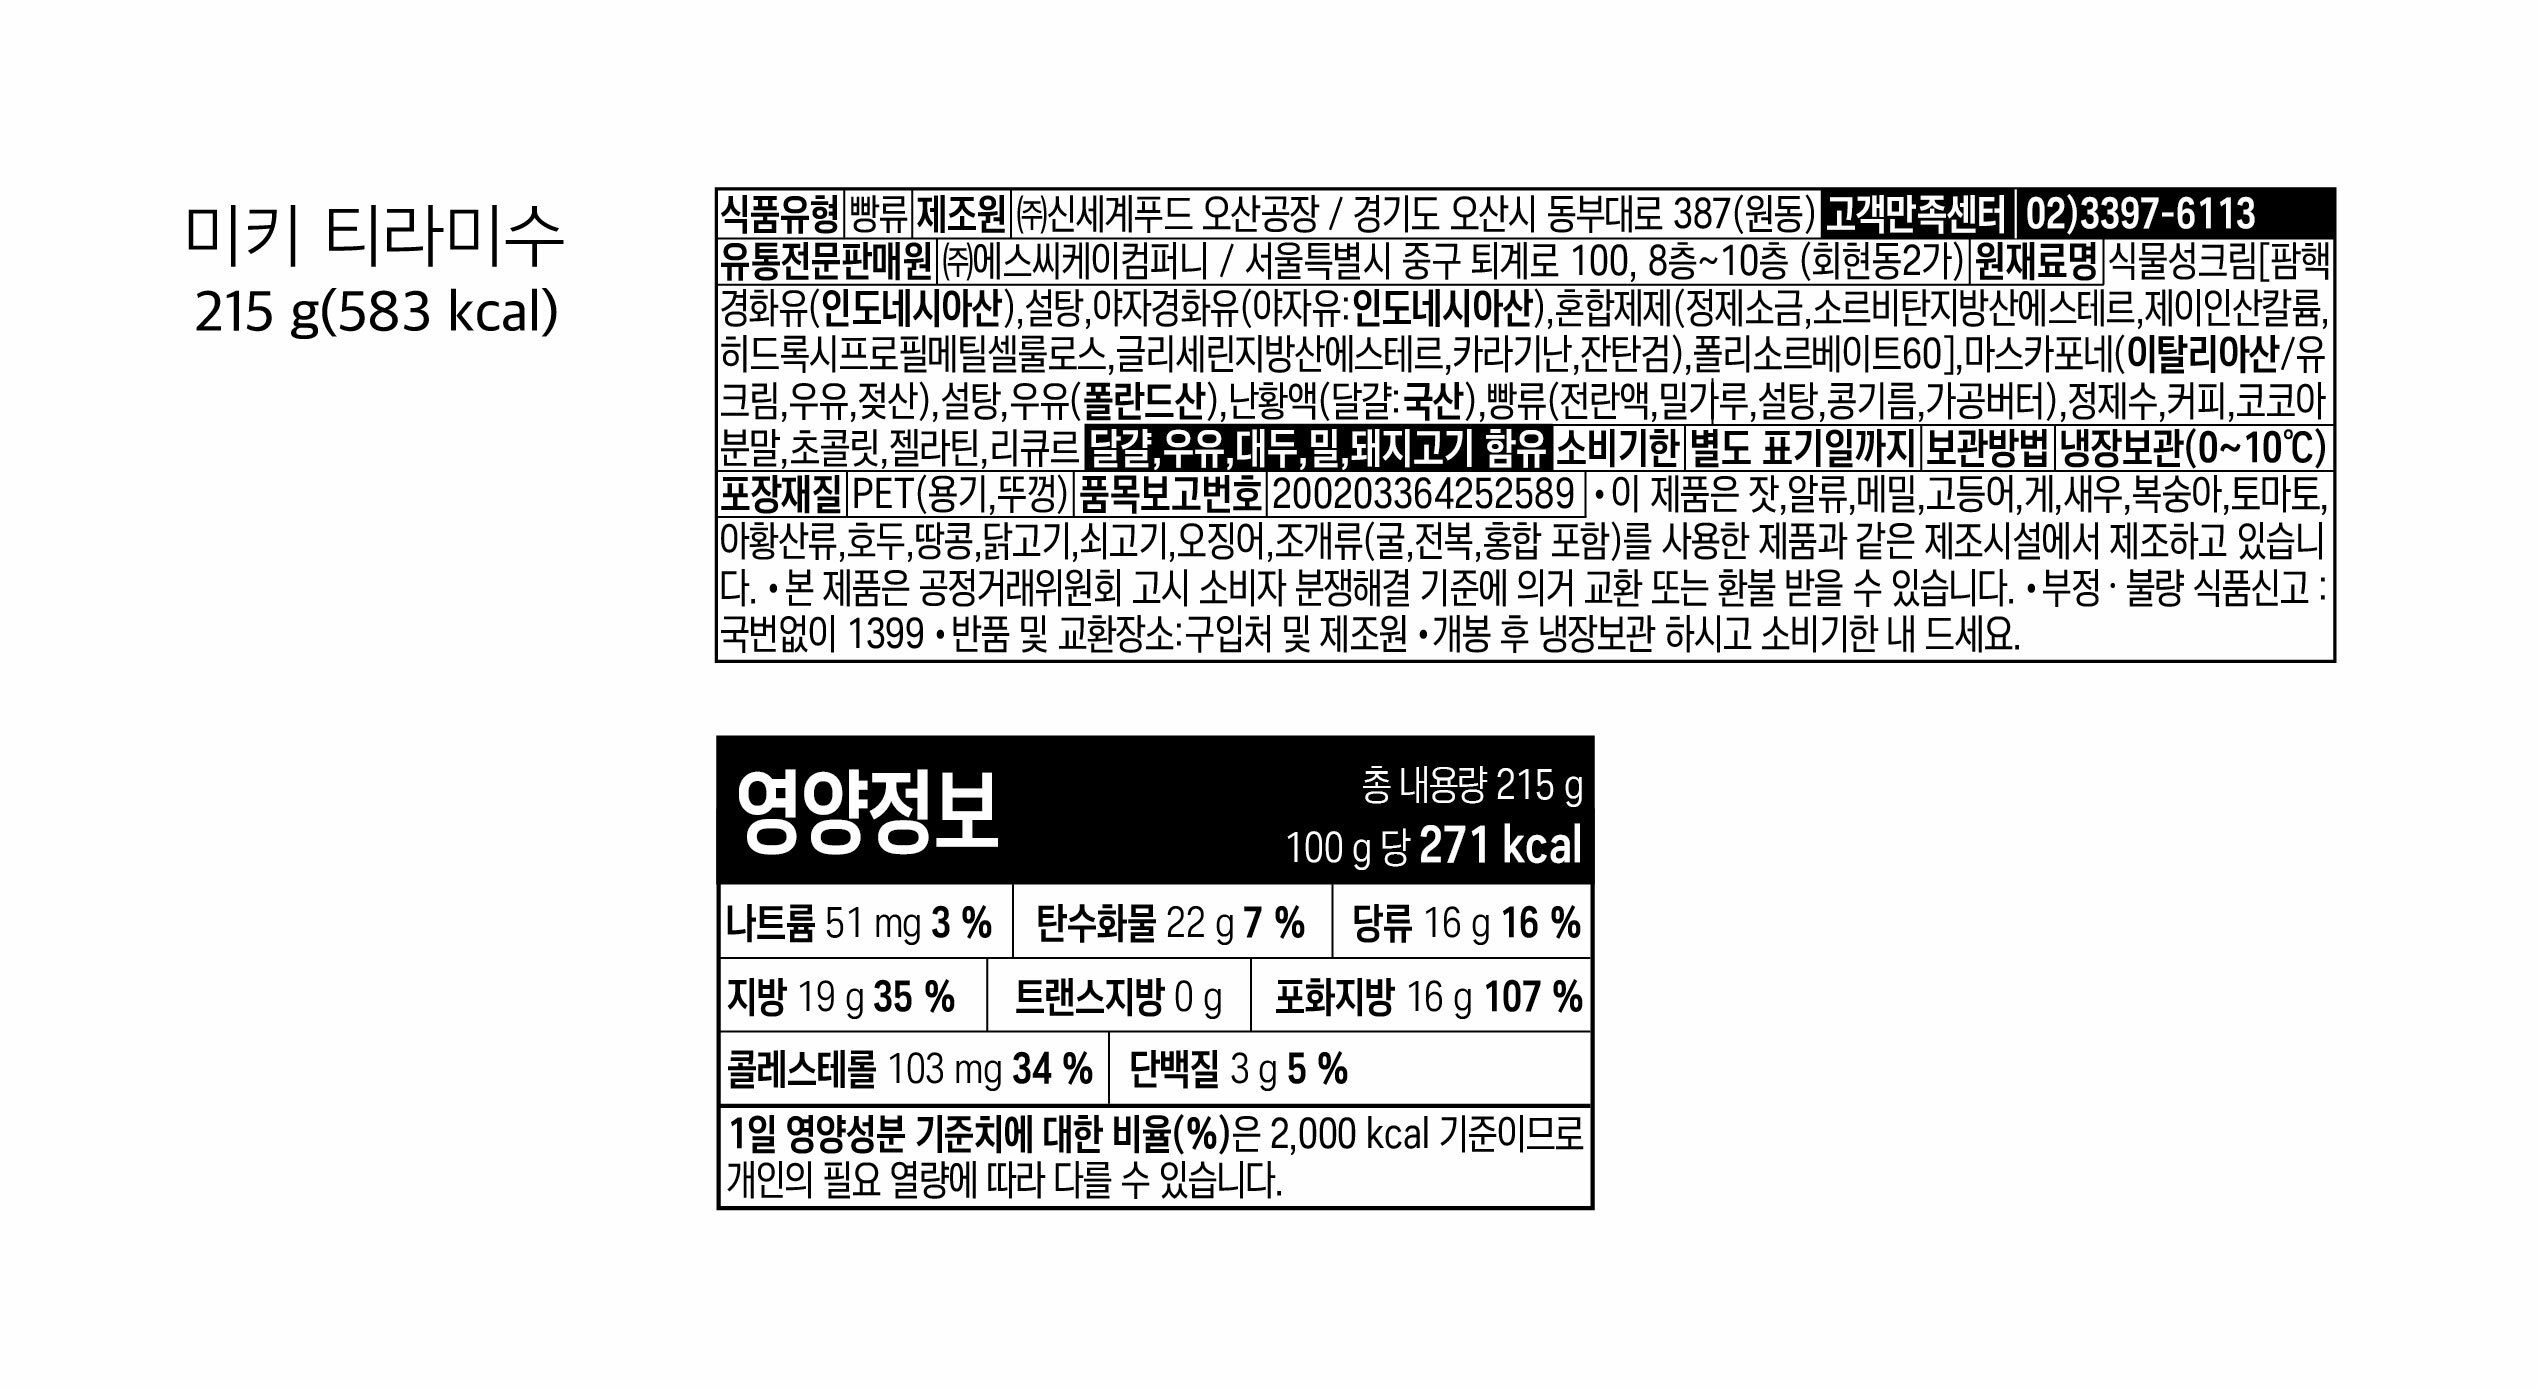 미키 티라미수
215 g(583 kcal)
식품유형 빵류 제조원 ㈜신세계푸드 오산공장 / 경기도 오산시 동부대로 387(원동) 고객만족센터 02)3397-6113
유통전문판매원 ㈜에스씨케이컴퍼니 / 서울특별시 중구 퇴계로 100, 8층~10층 (회현동2가) 원재료명 식물성크림[팜핵
경화유(인도네시아산),설탕,야자경화유(야자유:인도네시아산),혼합제제(정제소금,소르비탄지방산에스테르,제이인산칼륨,
히드록시프로필메틸셀룰로스,글리세린지방산에스테르,카라기난,잔탄검),폴리소르베이트60],마스카포네(이탈리아산/유
크림,우유,젖산),설탕,우유(폴란드산),난황액(달걀:국산),빵류(전란액,밀가루,설탕,콩기름,가공버터),정제수,커피,코코아
분말,초콜릿,젤라틴,리큐르 달걀,우유,대두,밀,돼지고기 함유 소비기한 별도 표기일까지 보관방법 냉장보관(0~10℃)
포장재질 PET(용기,뚜껑) 품목보고번호 200203364252589 • 이 제품은 잣,알류,메밀,고등어,게,새우,복숭아,토마토,
아황산류,호두,땅콩,닭고기,쇠고기,오징어,조개류(굴,전복,홍합 포함)를 사용한 제품과 같은 제조시설에서 제조하고 있습니
다. • 본 제품은 공정거래위원회 고시 소비자 분쟁해결 기준에 의거 교환 또는 환불 받을 수 있습니다. • 부정 · 불량 식품신고 :
국번없이 1399 • 반품 및 교환장소:구입처 및 제조원 •개봉 후 냉장보관 하시고 소비기한 내 드세요.
영양정보
총 내용량 215 g
100 g 당 271 kcal
나트륨 51 mg 3 % 탄수화물 22 g 7 % 당류 16 g 16 %
지방 19 g 35 % 트랜스지방 0 g 포화지방 16 g 107 %
콜레스테롤 103 mg 34 % 단백질 3 g 5 %
1일 영양성분 기준치에 대한 비율(%)은 2,000 kcal 기준이므로
개인의 필요 열량에 따라 다를 수 있습니다.